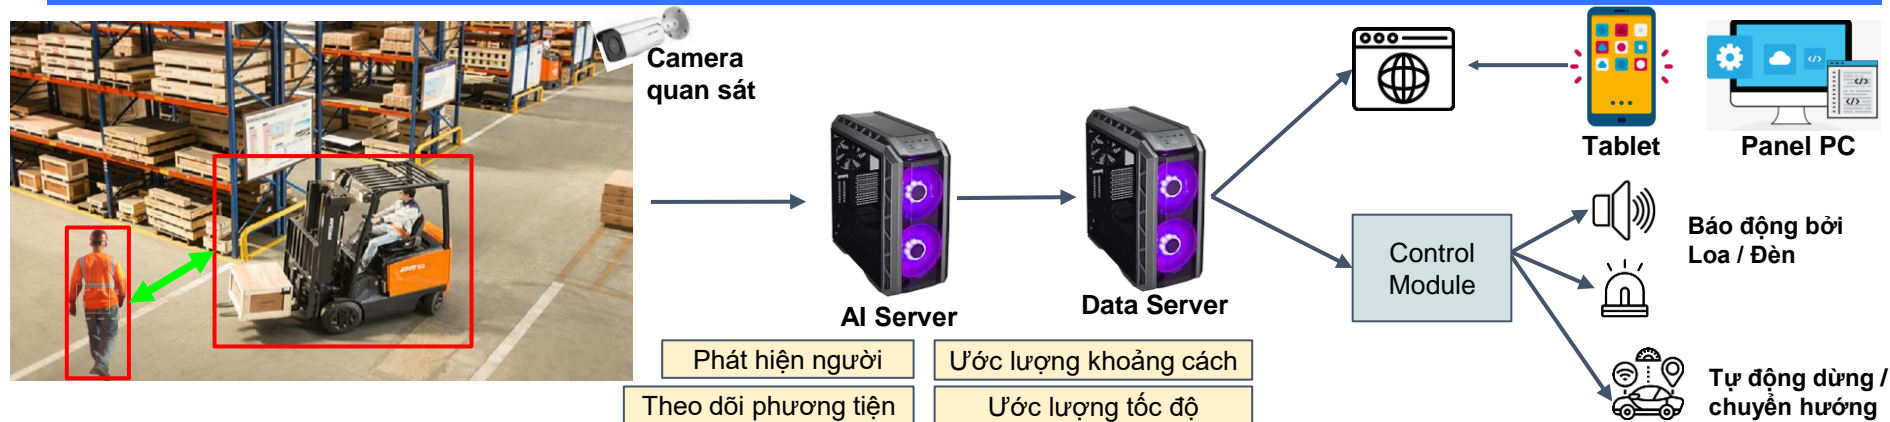 Camera
quan sát
Tablet
Panel PC
AI Server
Data Server
Control
Module
Báo động bởi
Loa / Đèn
Phát hiện người
Ước lượng khoảng cách
Theo dõi phương tiện
Ước lượng tốc độ
Tự động dừng /
chuyển hướng